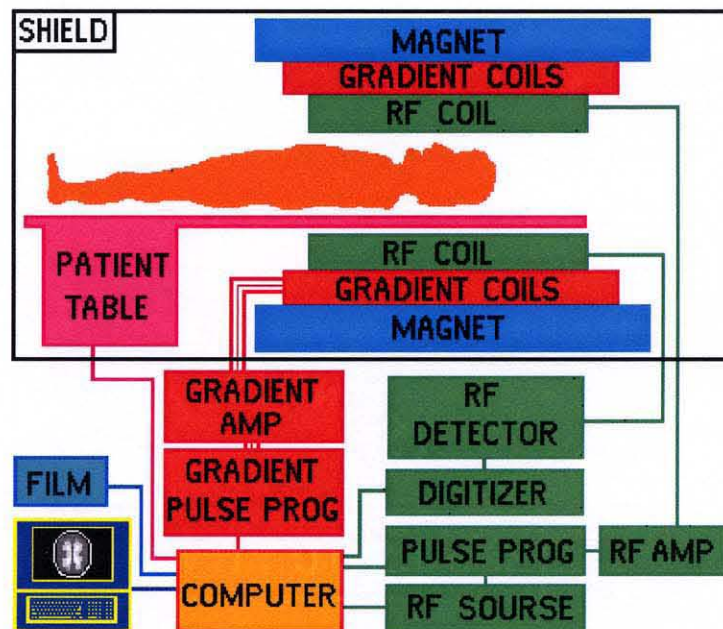 SHIELD
MAGNET
GRADIENT COILS
RF COIL
RF COIL
GRADIENT COILS
MAGNET
PATIENT
TABLE
GRADIENT
AMP
RF
DETECTOR
FILM
GRADIENT
PULSE PROG
DIGITIZER
COMPUTER
PULSE PROG
RF AMP
RF SOURSE